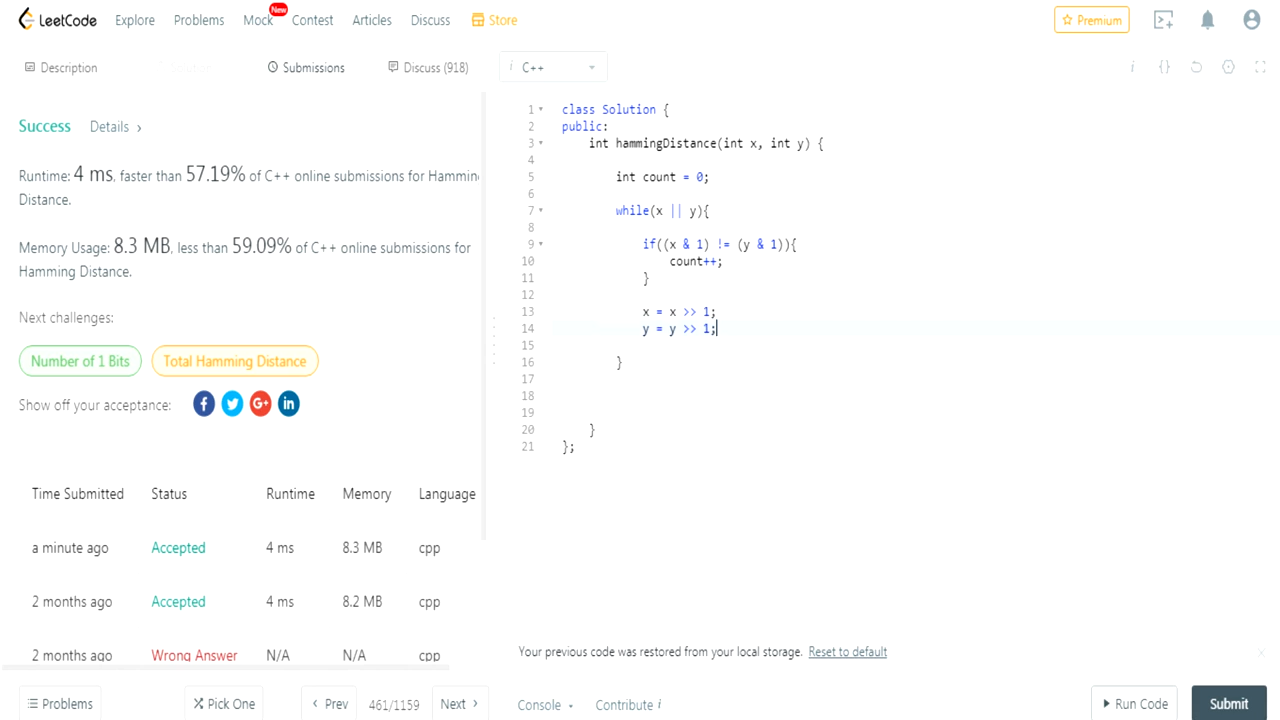 LeetCode Explore Problems Mock New Contest Articles Discuss Store Premium
Description Submissions Discuss (918) i C++ i {}
Success Details ›
Runtime: 4 ms, faster than 57.19% of C++ online submissions for Hamming
Distance.
Memory Usage: 8.3 MB, less than 59.09% of C++ online submissions for
Hamming Distance.
Next challenges:
Number of 1 Bits Total Hamming Distance
Show off your acceptance: f G+ in
Time Submitted Status Runtime Memory Language
a minute ago Accepted 4 ms 8.3 MB cpp
2 months ago Accepted 4 ms 8.2 MB cpp
2 months ago Wrong Answer N/A N/A cpp
1 class Solution {
2 public:
3 int hammingDistance(int x, int y) {
4
5 int count = 0;
6
7 while(x || y){
8
9 if((x & 1) != (y & 1)){
10 count++;
11 }
12
13 x = x >> 1;
14 y = y >> 1;
15
16 }
17
18
19
20 }
21 };
Your previous code was restored from your local storage. Reset to default
Problems Pick One ‹ Prev 461/1159 Next › Console Contribute i Run Code Submit